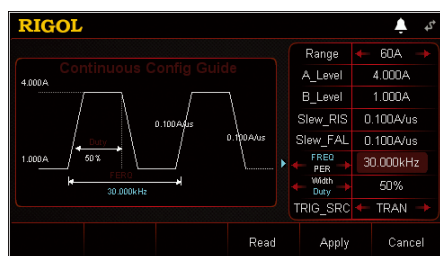 RIGOL
Continuous Config Guide
4.000A
0.100A/us
0.100A/us
Duty
50%
1.000A
FERQ
30.000kHz
Range 60A
A_Level 4.000A
B_Level 1.000A
Slew_RIS 0.100A/us
Slew_FAL 0.100A/us
FREQ
PER
30.000kHz
Width
Duty
50%
TRIG_SRC TRAN
Read Apply Cancel